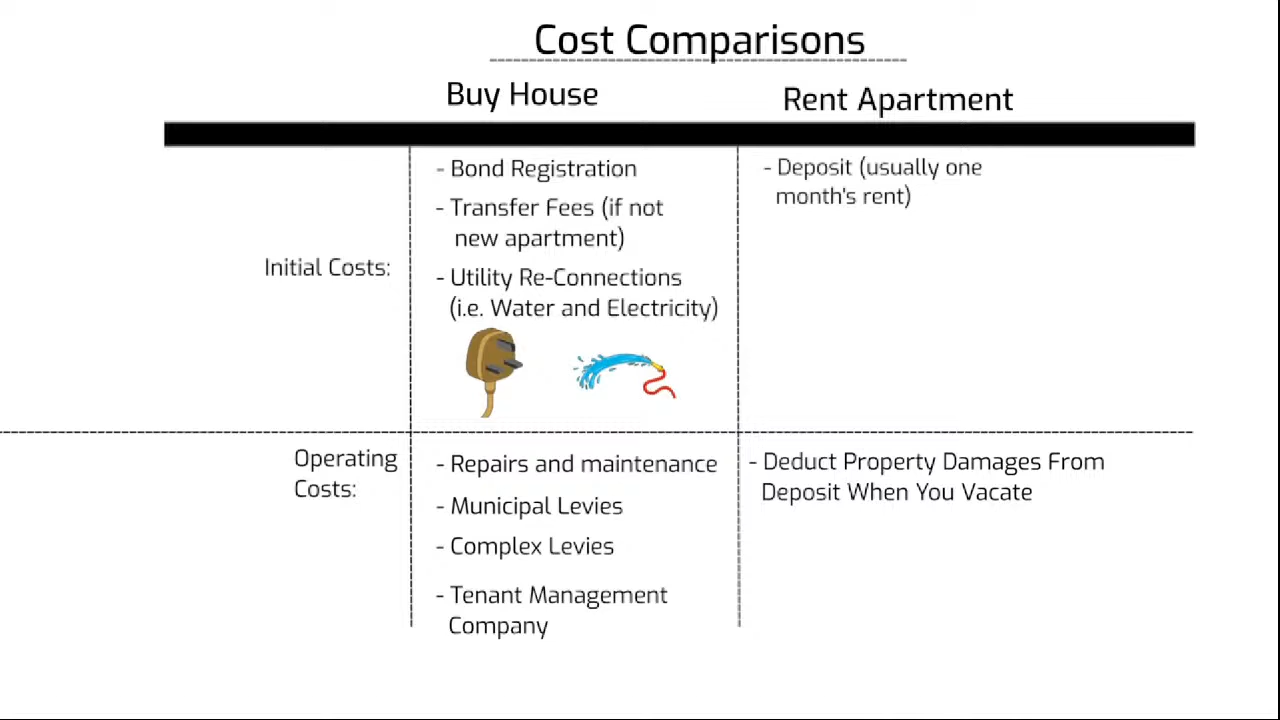 Cost Comparisons
Buy House
Rent Apartment
Initial Costs:
- Bond Registration
- Transfer Fees (if not
new apartment)
- Utility Re-Connections
(i.e. Water and Electricity)
- Deposit (usually one
month's rent)
Operating
Costs:
- Repairs and maintenance
- Municipal Levies
- Complex Levies
- Tenant Management
Company
- Deduct Property Damages From
Deposit When You Vacate